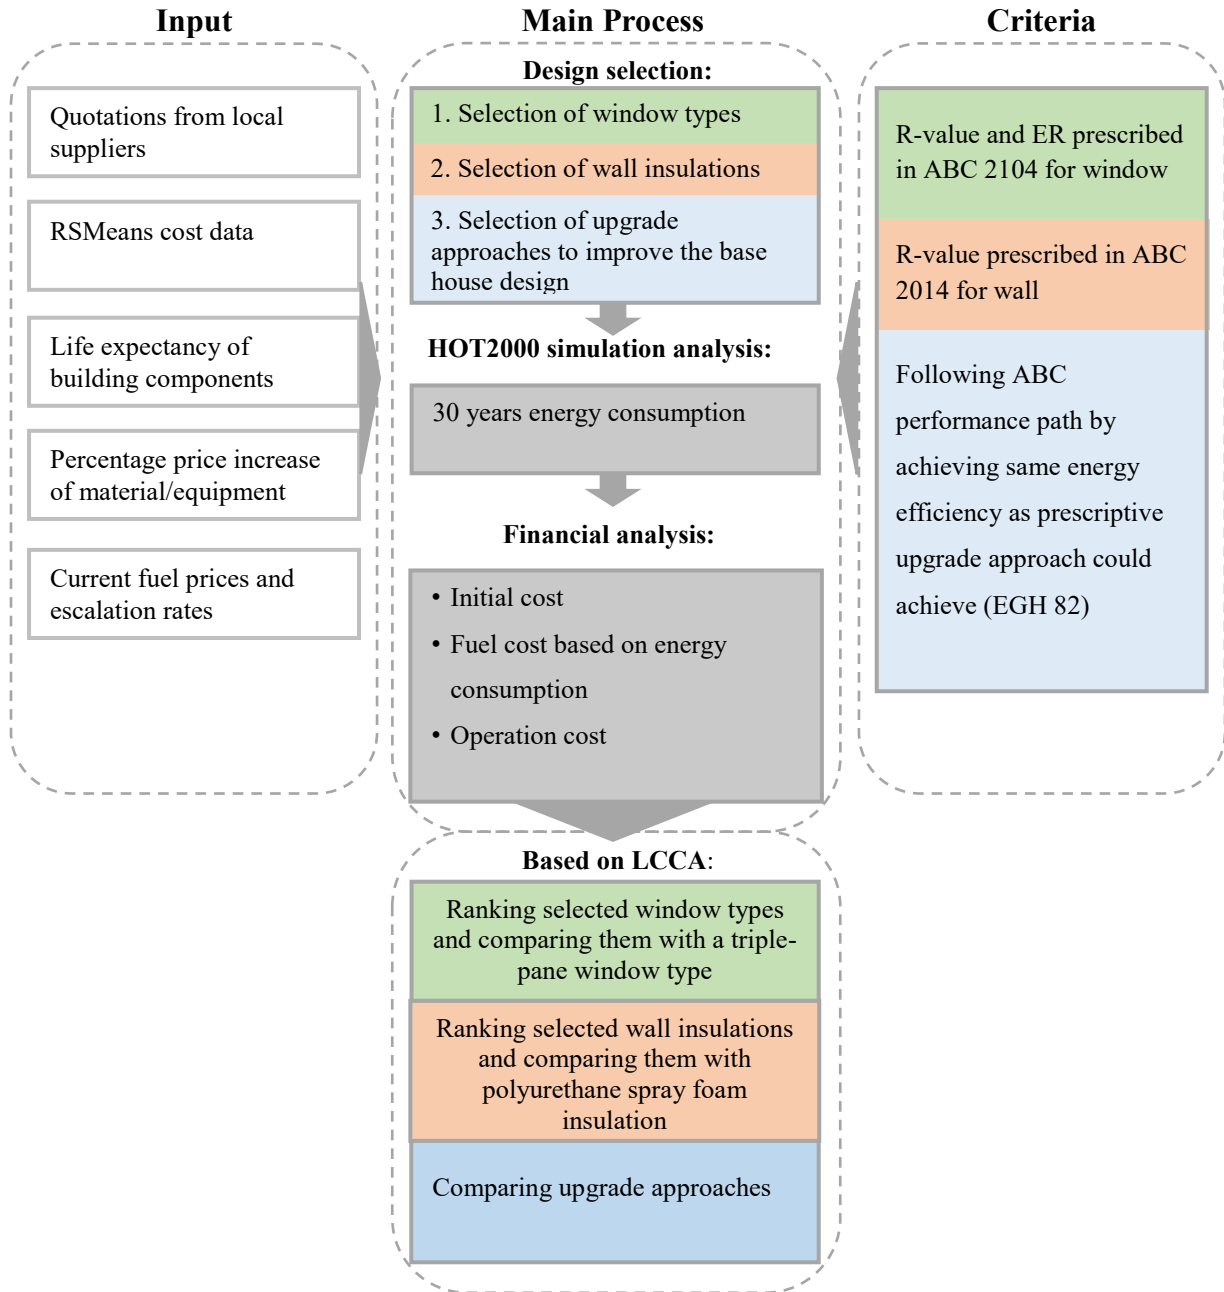 Input
Quotations from local
suppliers
RSMeans cost data
Life expectancy of
building components
Percentage price increase
of material/equipment
Current fuel prices and
escalation rates
Main Process
Design selection:
1. Selection of window types
2. Selection of wall insulations
3. Selection of upgrade
approaches to improve the base
house design
HOT2000 simulation analysis:
30 years energy consumption
Financial analysis:
• Initial cost
• Fuel cost based on energy
consumption
• Operation cost
Criteria
R-value and ER prescribed
in ABC 2104 for window
R-value prescribed in ABC
2014 for wall
Following ABC
performance path by
achieving same energy
efficiency as prescriptive
upgrade approach could
achieve (EGH 82)
Based on LCCA:
Ranking selected window types
and comparing them with a triple-
pane window type
Ranking selected wall insulations
and comparing them with
polyurethane spray foam
insulation
Comparing upgrade approaches